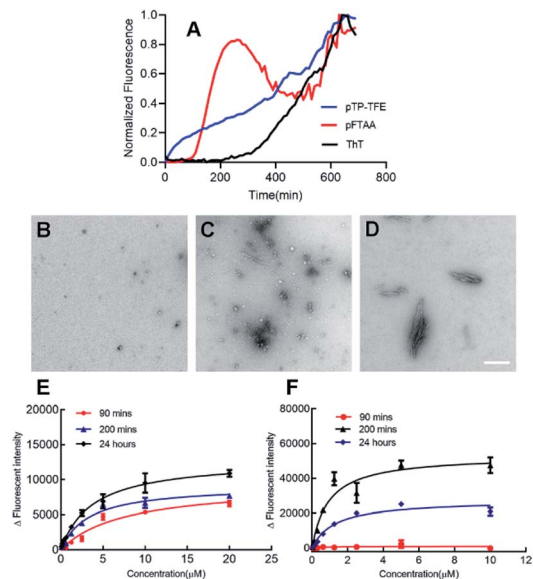 A
Normalized Fluorescence
1.0
0.8
0.6
0.4
0.2
0.0
pTP-TFE
pFTAA
ThT
0 200 400 600 800
Time(min)
B
C
D
E
Δ Fluorescent intensity
20000
15000
10000
5000
0
90 mins
200 mins
24 hours
0 5 10 15 20 25
Concentration(μM)
F
Δ Fluorescent intensity
80000
60000
40000
20000
0
90 mins
200 mins
24 hours
0 2 4 6 8 10 12
Concentration(μM)